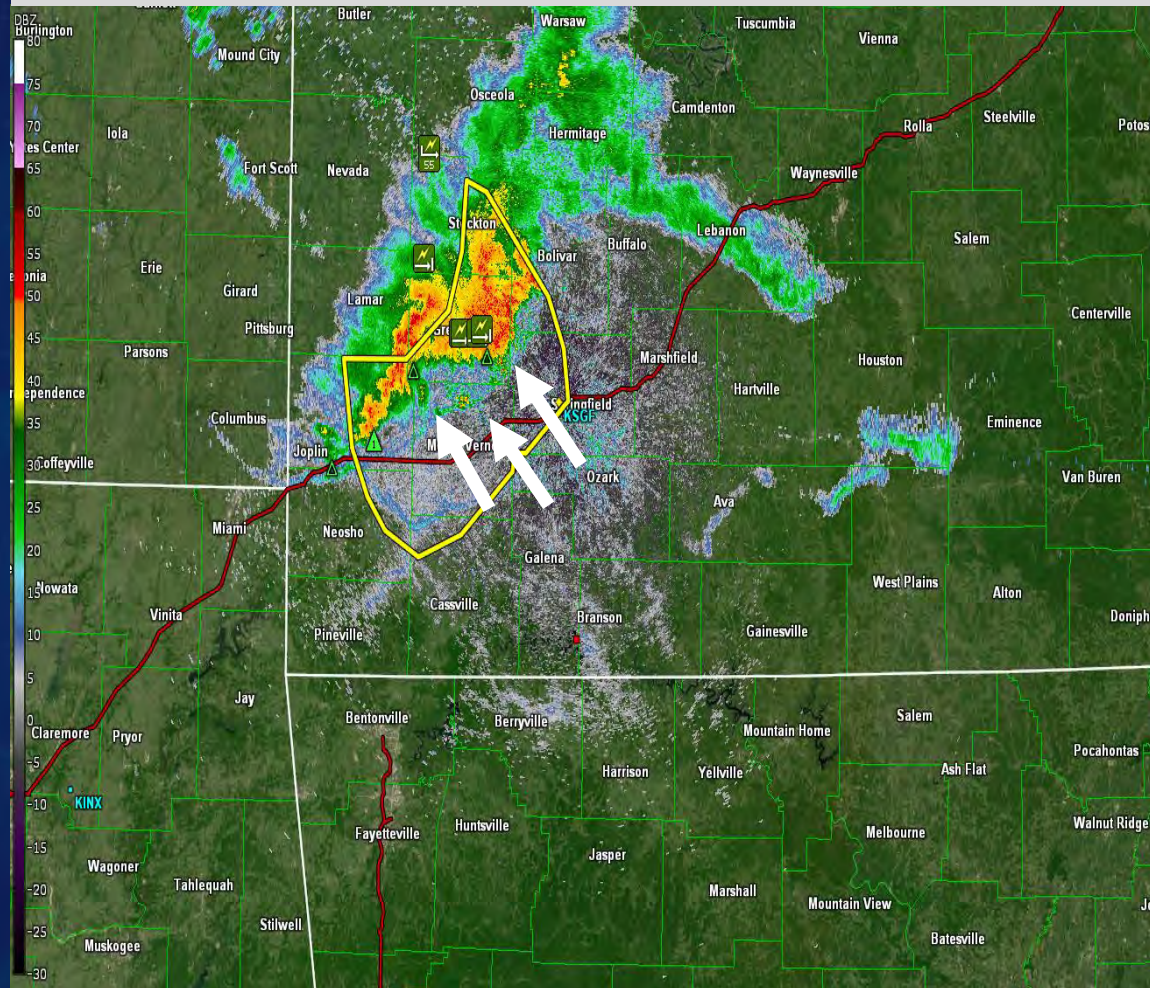 DBZ
Burlington
80
75
70
65
60
55
50
45
40
35
30
25
20
15
10
5
0
-5
-10
-15
-20
-25
-30
Butler
Warsaw
Tuscumbia
Vienna
Mound City
Osceola
Camdenton
Steelville
Rolla
Potos
Iola
Hermitage
Center
Fort Scott
Nevada
55
Waynesville
Stockton
Lebanon
Salem
Buffalo
Bolivar
Erie
Girard
Lamar
Centerville
Pittsburg
Parsons
Marshfield
Houston
Hartville
ependence
Columbus
KSGF
Eminence
Joplin
Coffeyville
Ozark
Van Buren
Ava
Miami
Neosho
Galena
Nowata
Cassville
West Plains
Alton
Vinita
Branson
Doniph
Pineville
Gainesville
Jay
Bentonville
Berryville
Salem
Claremore
Pryor
Mountain Home
Pocahontas
Harrison
Yellville
Ash Flat
KINX
Fayetteville
Huntsville
Melbourne
Walnut Ridge
Jasper
Wagoner
Tahlequah
Marshall
Mountain View
Stilwell
Batesville
Muskogee